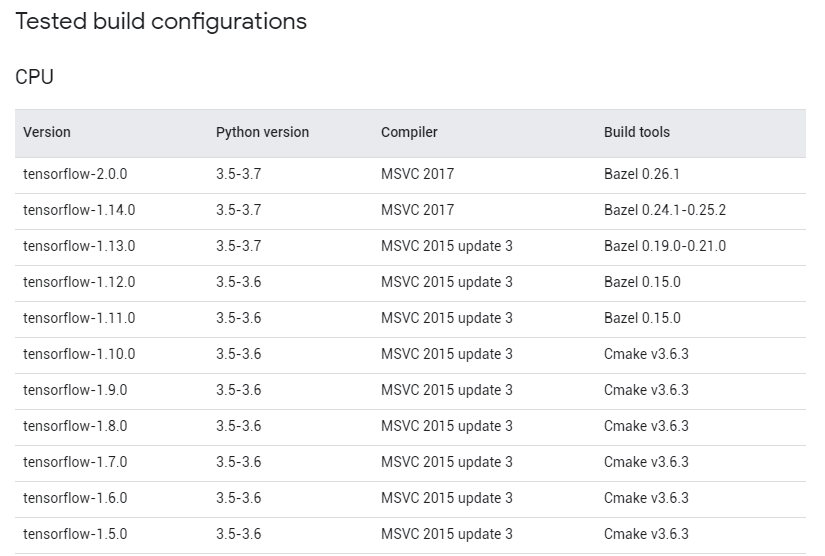 Tested build configurations
CPU
Version Python version Compiler Build tools
tensorflow-2.0.0 3.5-3.7 MSVC 2017 Bazel 0.26.1
tensorflow-1.14.0 3.5-3.7 MSVC 2017 Bazel 0.24.1-0.25.2
tensorflow-1.13.0 3.5-3.7 MSVC 2015 update 3 Bazel 0.19.0-0.21.0
tensorflow-1.12.0 3.5-3.6 MSVC 2015 update 3 Bazel 0.15.0
tensorflow-1.11.0 3.5-3.6 MSVC 2015 update 3 Bazel 0.15.0
tensorflow-1.10.0 3.5-3.6 MSVC 2015 update 3 Cmake v3.6.3
tensorflow-1.9.0 3.5-3.6 MSVC 2015 update 3 Cmake v3.6.3
tensorflow-1.8.0 3.5-3.6 MSVC 2015 update 3 Cmake v3.6.3
tensorflow-1.7.0 3.5-3.6 MSVC 2015 update 3 Cmake v3.6.3
tensorflow-1.6.0 3.5-3.6 MSVC 2015 update 3 Cmake v3.6.3
tensorflow-1.5.0 3.5-3.6 MSVC 2015 update 3 Cmake v3.6.3